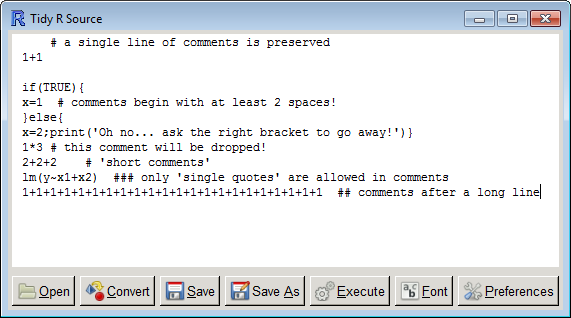 Tidy R Source
    # a single line of comments is preserved
1+1
if(TRUE){
x=1  # comments begin with at least 2 spaces!
}else{
x=2;print('Oh no... ask the right bracket to go away!')}
1*3 # this comment will be dropped!
2+2+2    # 'short comments'
lm(y~x1+x2)  ### only 'single quotes' are allowed in comments
1+1+1+1+1+1+1+1+1+1+1+1+1+1+1+1+1+1+1+1+1+1  ## comments after a long line
Open Convert Save Save As Execute Font Preferences